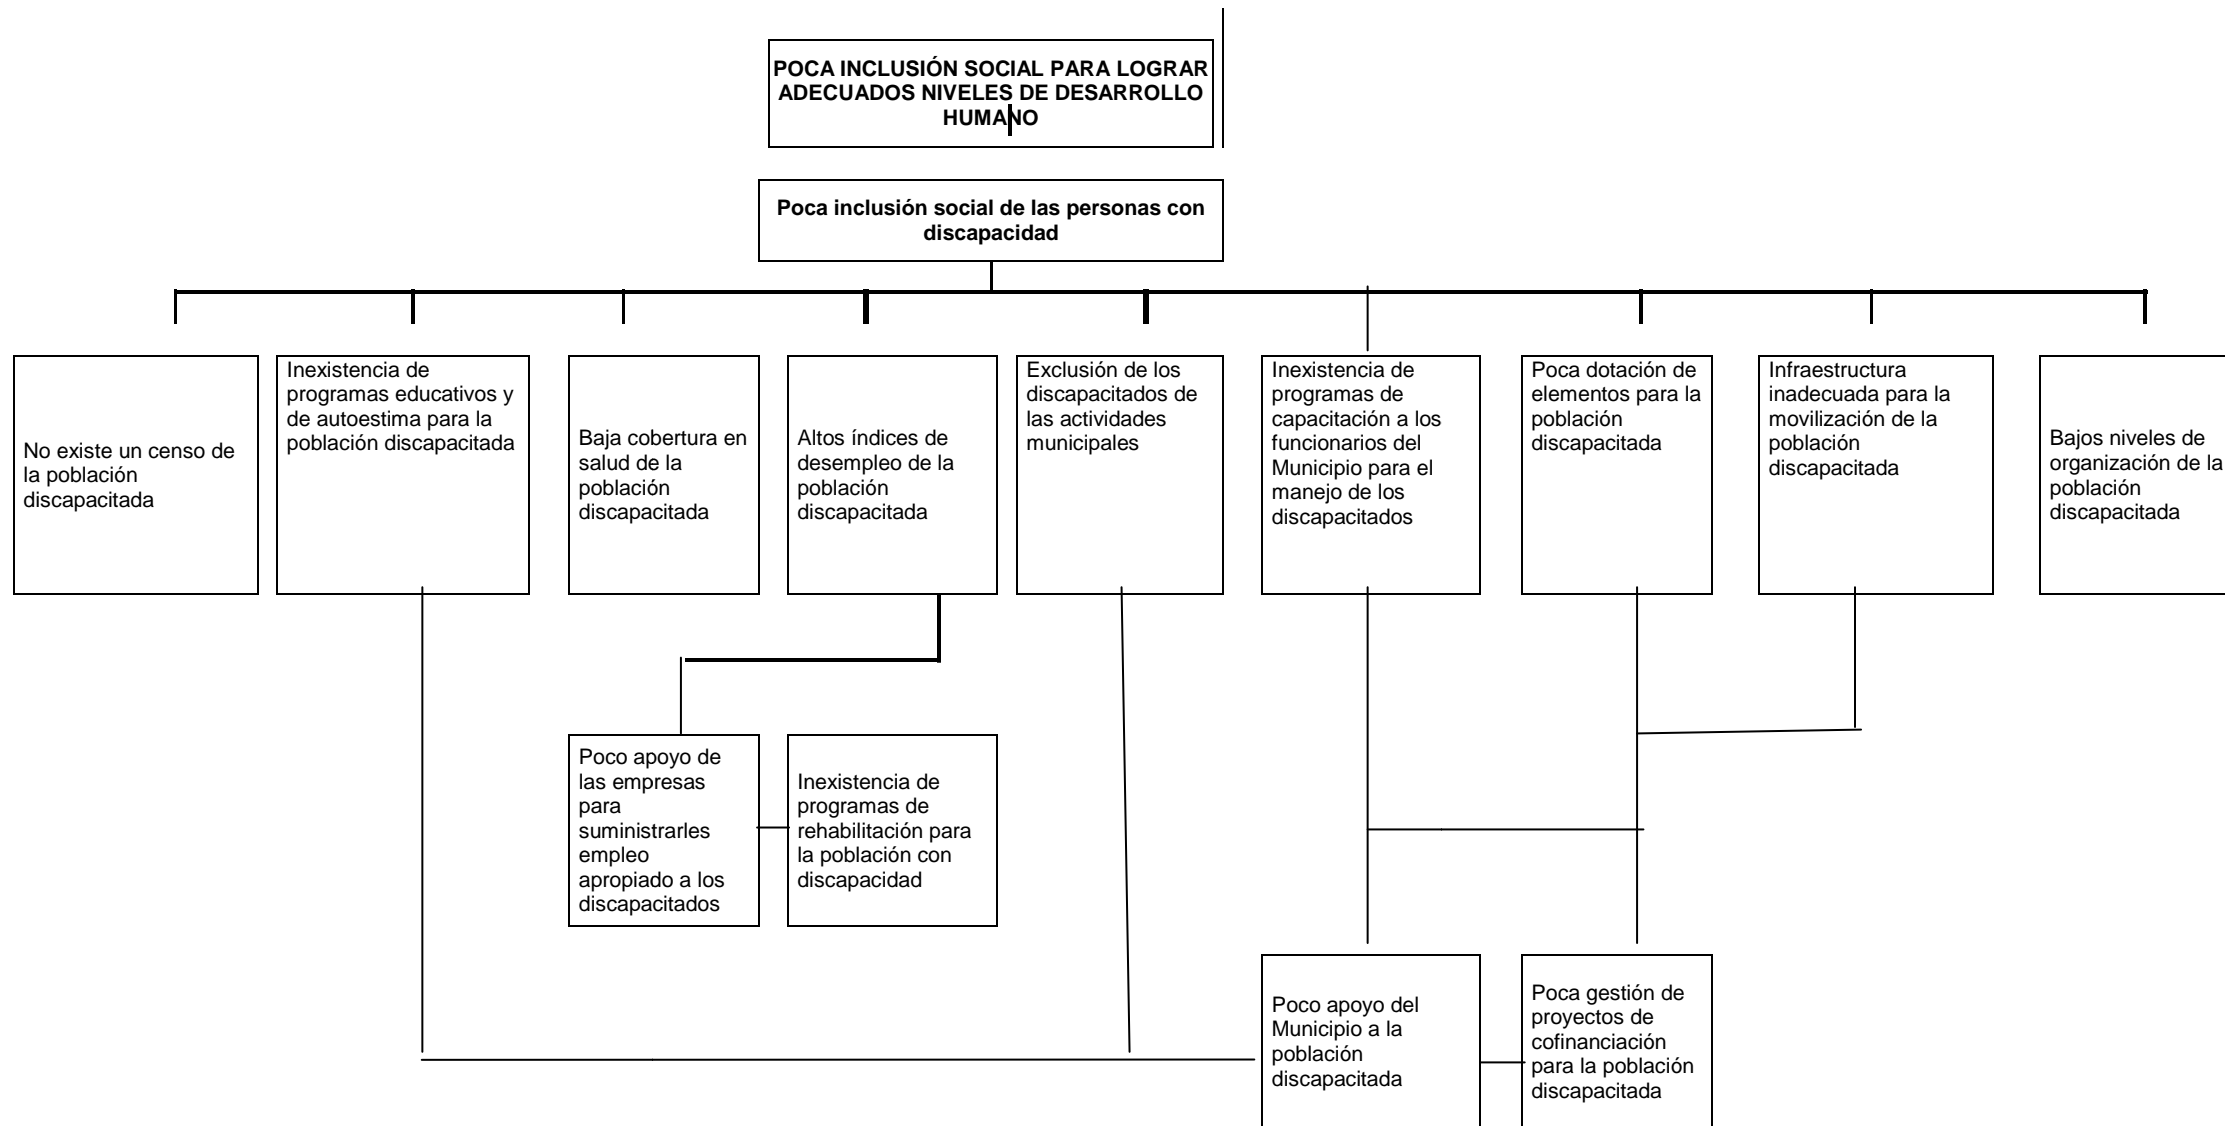 POCA INCLUSIÓN SOCIAL PARA LOGRAR
ADECUADOS NIVELES DE DESARROLLO
HUMANO
Poca inclusión social de las personas con
discapacidad
No existe un censo de
la población
discapacitada
Inexistencia de
programas educativos y
de autoestima para la
población discapacitada
Baja cobertura en
salud de la
población
discapacitada
Altos índices de
desempleo de la
población
discapacitada
Exclusión de los
discapacitados de
las actividades
municipales
Inexistencia de
programas de
capacitación a los
funcionarios del
Municipio para el
manejo de los
discapacitados
Poca dotación de
elementos para la
población
discapacitada
Infraestructura
inadecuada para la
movilización de la
población
discapacitada
Bajos niveles de
organización de la
población
discapacitada
Poco apoyo de
las empresas
para
suministrarles
empleo
apropiado a los
discapacitados
Inexistencia de
programas de
rehabilitación para
la población con
discapacidad
Poco apoyo del
Municipio a la
población
discapacitada
Poca gestión de
proyectos de
cofinanciación
para la población
discapacitada